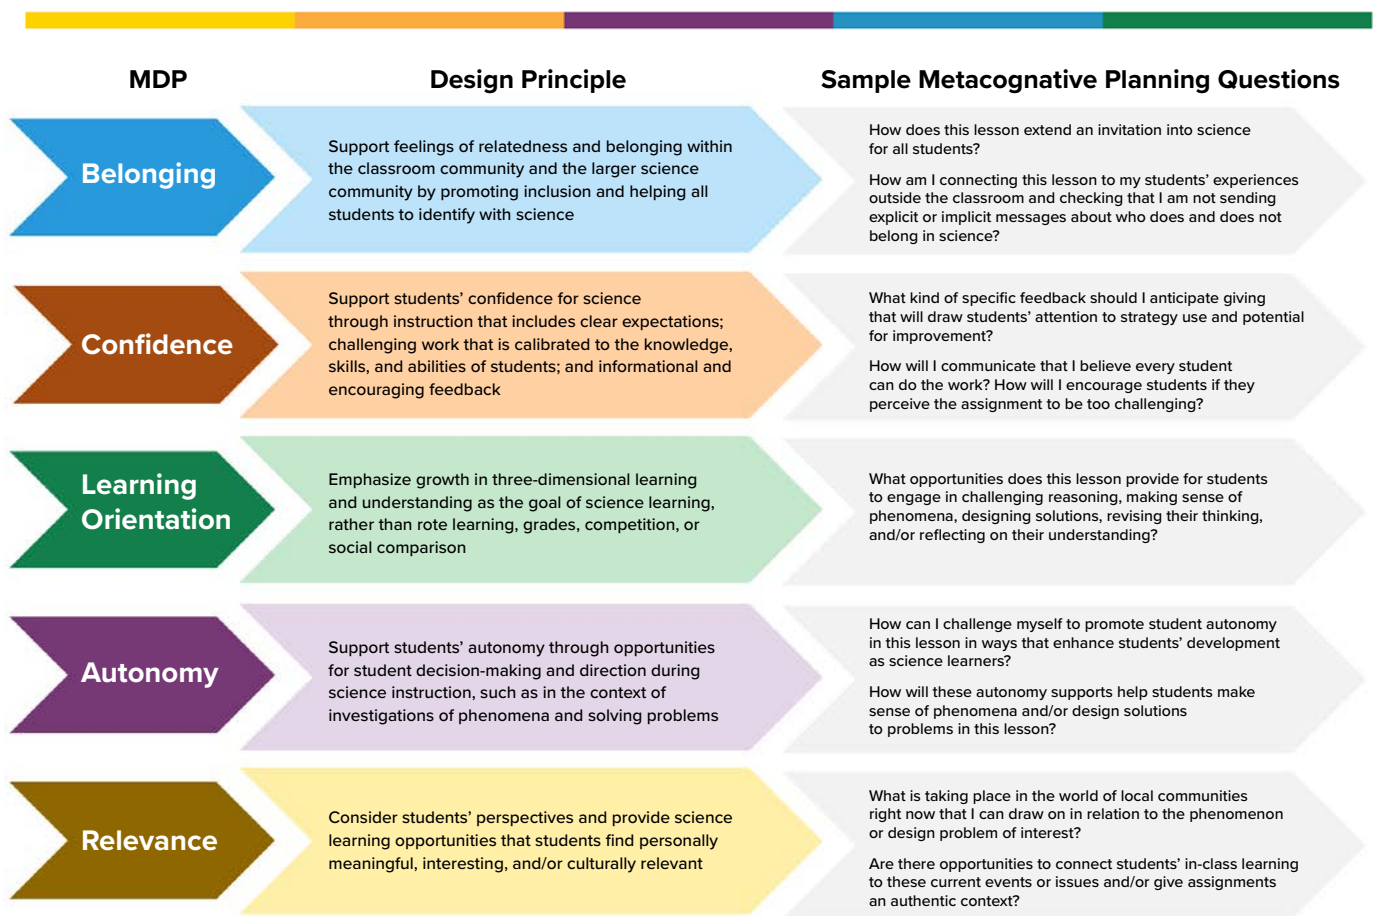 MDP
Design Principle
Sample Metacognative Planning Questions
Belonging
Support feelings of relatedness and belonging within
the classroom community and the larger science
community by promoting inclusion and helping all
students to identify with science
How does this lesson extend an invitation into science
for all students?
How am I connecting this lesson to my students’ experiences
outside the classroom and checking that I am not sending
explicit or implicit messages about who does and does not
belong in science?
Confidence
Support students’ confidence for science
through instruction that includes clear expectations;
challenging work that is calibrated to the knowledge,
skills, and abilities of students; and informational and
encouraging feedback
What kind of specific feedback should I anticipate giving
that will draw students’ attention to strategy use and potential
for improvement?
How will I communicate that I believe every student
can do the work? How will I encourage students if they
perceive the assignment to be too challenging?
Learning
Orientation
Emphasize growth in three-dimensional learning
and understanding as the goal of science learning,
rather than rote learning, grades, competition, or
social comparison
What opportunities does this lesson provide for students
to engage in challenging reasoning, making sense of
phenomena, designing solutions, revising their thinking,
and/or reflecting on their understanding?
Autonomy
Support students’ autonomy through opportunities
for student decision-making and direction during
science instruction, such as in the context of
investigations of phenomena and solving problems
How can I challenge myself to promote student autonomy
in this lesson in ways that enhance students’ development
as science learners?
How will these autonomy supports help students make
sense of phenomena and/or design solutions
to problems in this lesson?
Relevance
Consider students’ perspectives and provide science
learning opportunities that students find personally
meaningful, interesting, and/or culturally relevant
What is taking place in the world of local communities
right now that I can draw on in relation to the phenomenon
or design problem of interest?
Are there opportunities to connect students’ in-class learning
to these current events or issues and/or give assignments
an authentic context?